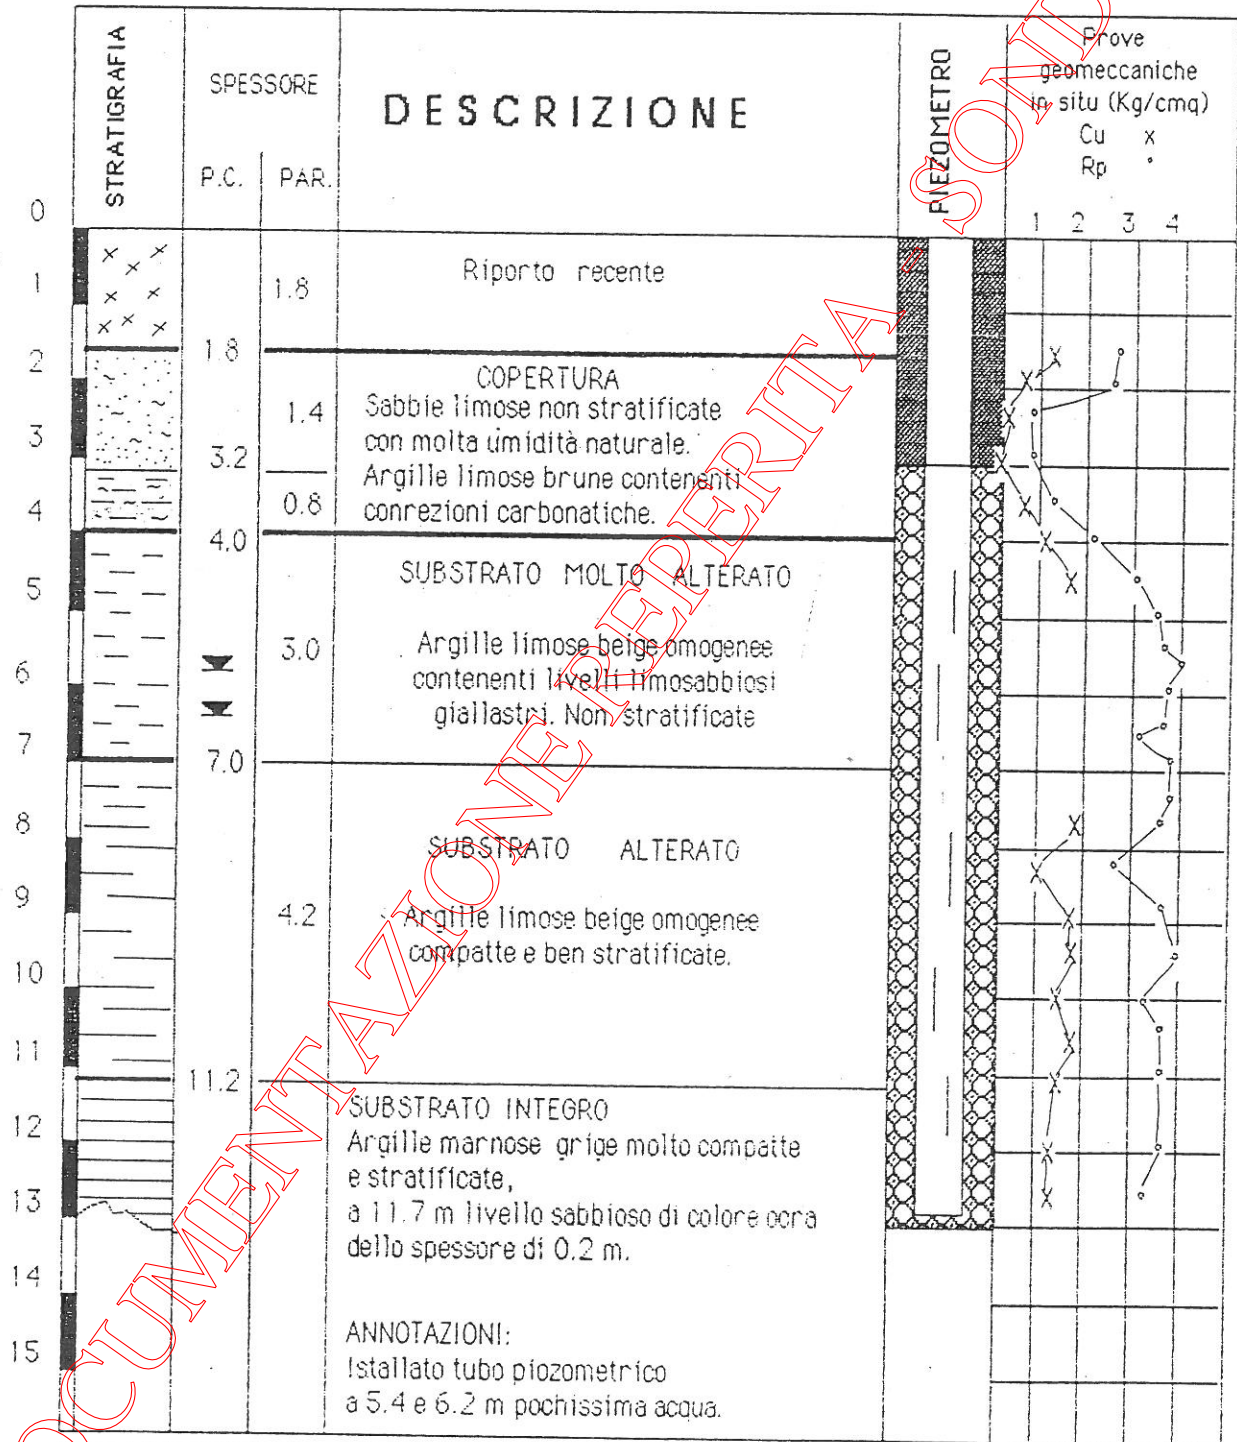 STRATIGRAFIA
SPESSORE
P.C.
PAR.
DESCRIZIONE
PIEZOMETRO
Prove
geomeccaniche
in situ (Kg/cmq)
Cu x
Rp °
1 2 3 4
0
1
2
3
4
5
6
7
8
9
10
11
12
13
14
15
1.8
Riporto recente
1.8
COPERTURA
1.4
Sabbie limose non stratificate
con molta umidità naturale.
3.2
Argille limose brune contenenti
0.8
conrezioni carbonatiche.
4.0
SUBSTRATO MOLTO ALTERATO
3.0
Argille limose beige omogenee
contenenti livelli limosabbiosi
giallastri. Non stratificate
7.0
SUBSTRATO ALTERATO
4.2
Argille limose beige omogenee
compatte e ben stratificate.
11.2
SUBSTRATO INTEGRO
Argille marnose grige molto compatte
e stratificate,
a 11.7 m livello sabbioso di colore ocra
dello spessore di 0.2 m.
ANNOTAZIONI:
Istallato tubo piozometrico
a 5.4 e 6.2 m pochissima acqua.
OCUMENTAZIONE REPERITA - SOND